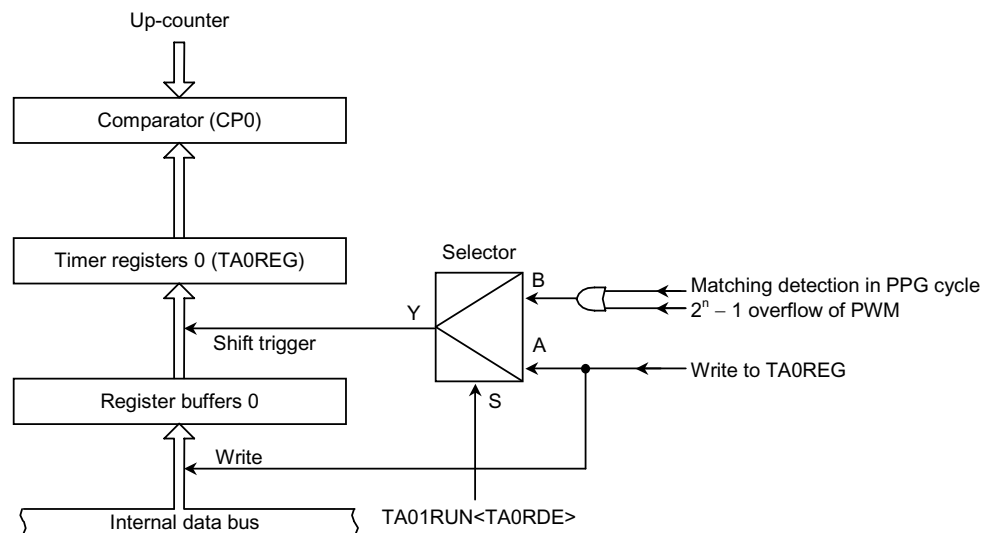 Up-counter
Comparator (CP0)
Timer registers 0 (TA0REG)
Selector
B
Matching detection in PPG cycle
2ⁿ − 1 overflow of PWM
Y
Shift trigger
A
Write to TA0REG
Register buffers 0
S
Write
TA01RUN<TA0RDE>
Internal data bus